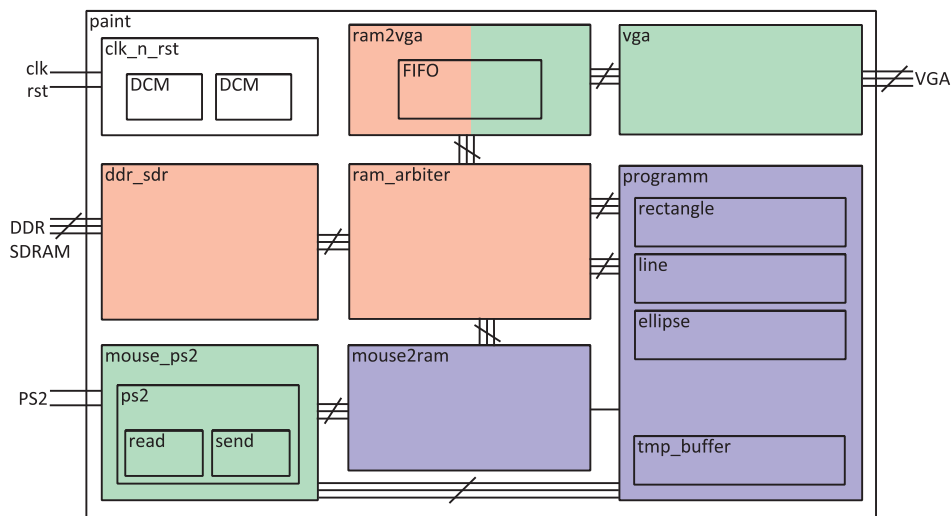 paint
clk_n_rst
DCM
DCM
clk
rst
ram2vga
FIFO
vga
VGA
ddr_sdr
DDR
SDRAM
ram_arbiter
programm
rectangle
line
ellipse
tmp_buffer
mouse_ps2
PS2
ps2
read
send
mouse2ram